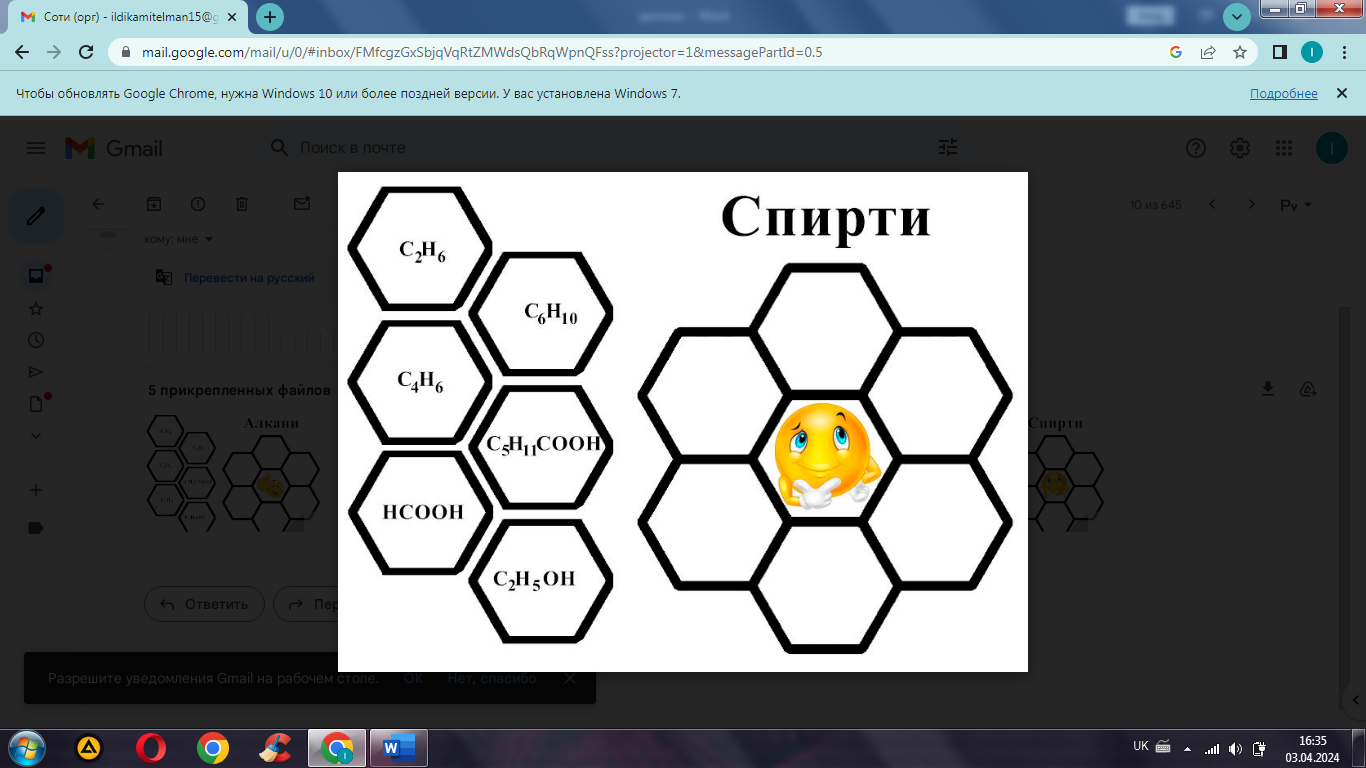 Соти (орг) - ildikamitelman15@g
mail.google.com/mail/u/0/#inbox/FMfcgzGxSbjqVqRtZMWdsQbRqWpnQFss?projector=1&messagePartId=0.5
I
Чтобы обновлять Google Chrome, нужна Windows 10 или более поздней версии. У вас установлена Windows 7.
Подробнее
Gmail
Поиск в почте
I
10 из 645
кому: мне
Перевести на русский
5 прикрепленных файлов
Алкани
Спирти
Спирти
C2H6
C6H10
C4H6
C5H11COOH
HCOOH
C2H5OH
Ответить
Пер
Разрешите уведомления Gmail на рабочем столе.
ОК
Нет, спасибо
UK
16:35
03.04.2024